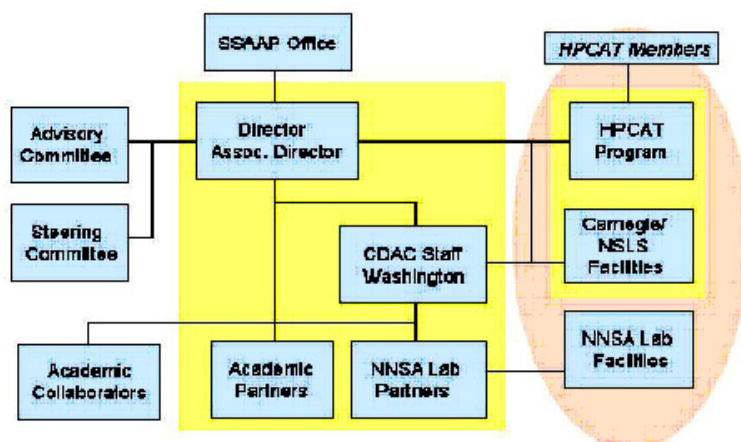 SSAAP Office
HPCAT Members
Advisory
Committee
Director
Assoc. Director
HPCAT
Program
Steering
Committee
CDAC Staff
Washington
Carnegie/
NSLS
Facilities
Academic
Collaborators
Academic
Partners
NNSA Lab
Partners
NNSA Lab
Facilities